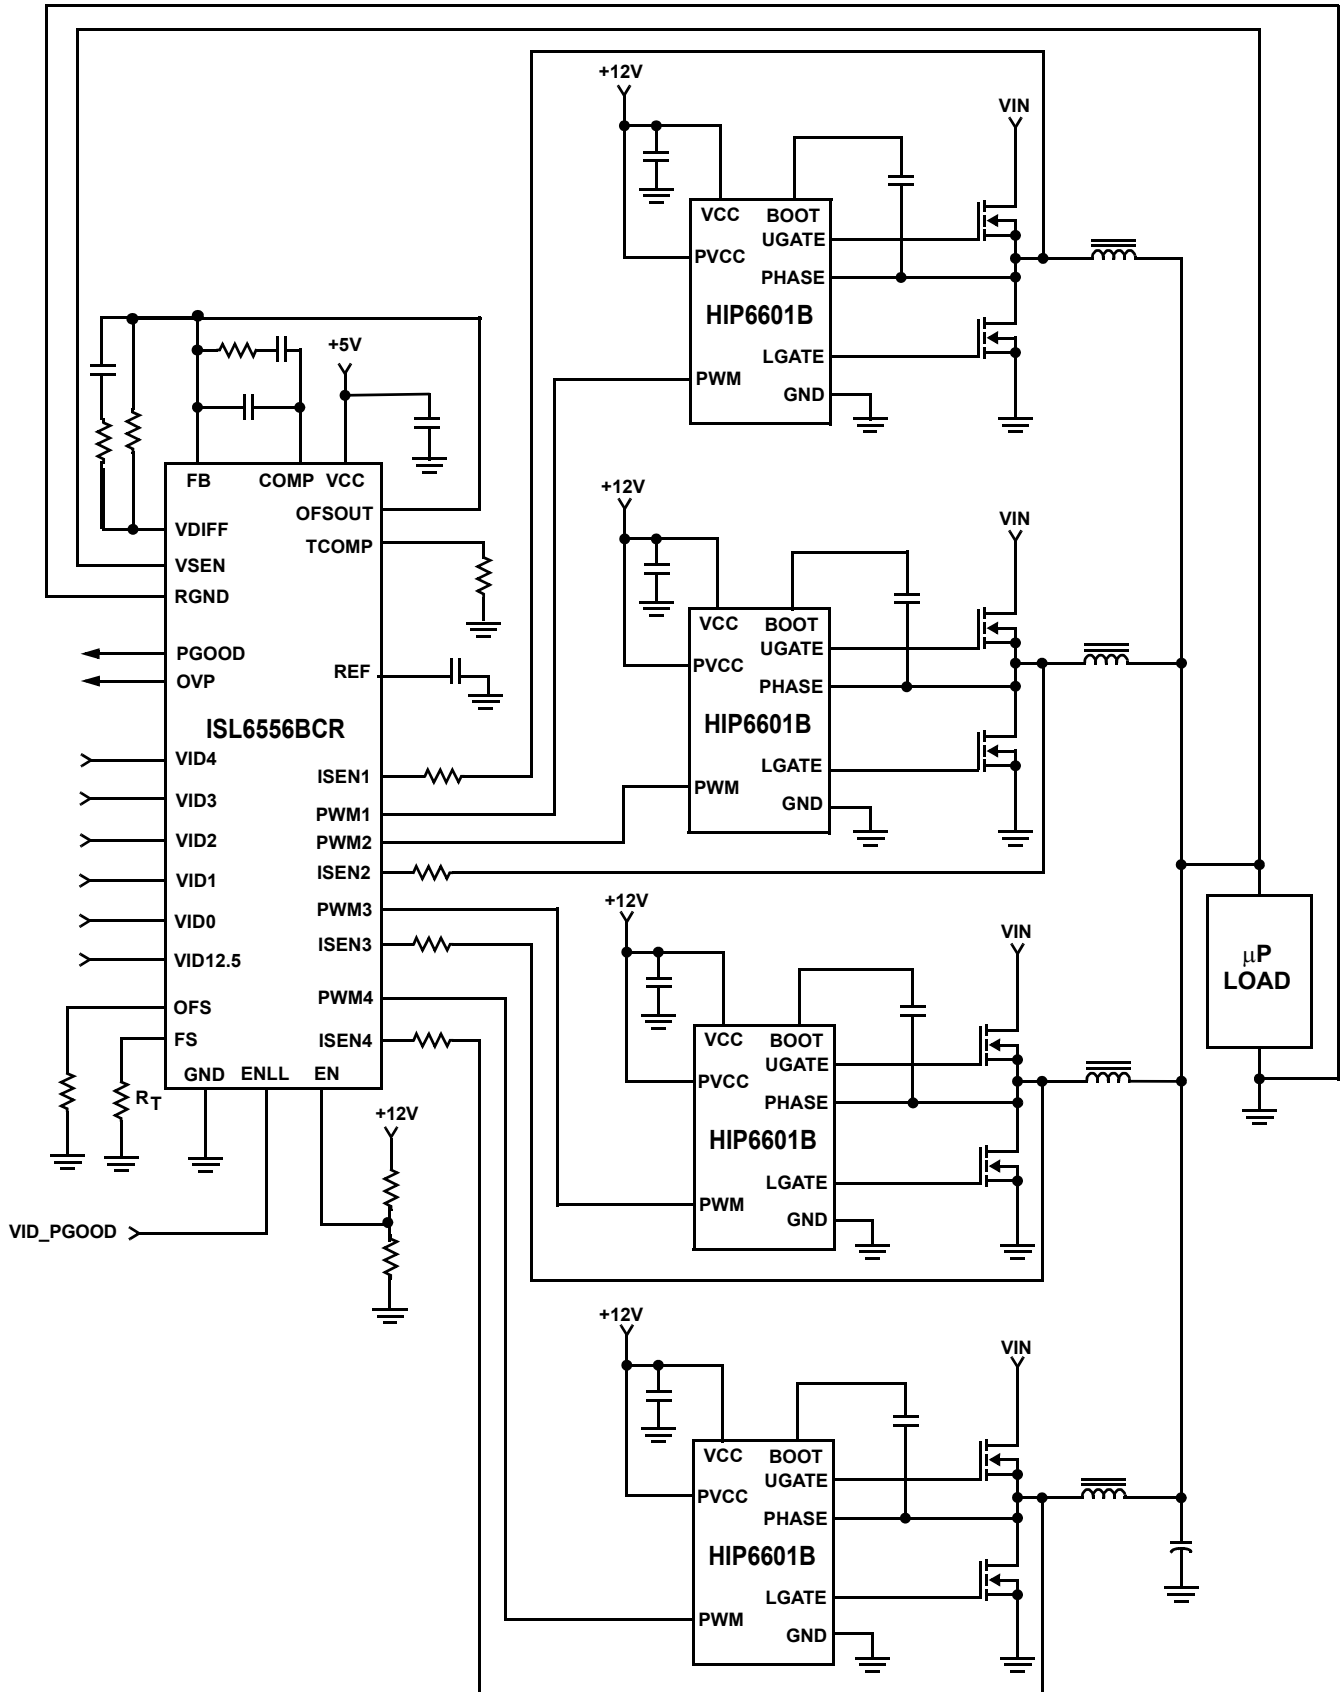 +12V
VIN
VCC
BOOT
UGATE
PVCC
PHASE
HIP6601B
LGATE
PWM
GND
+5V
FB
COMP
VCC
OFSOUT
VDIFF
TCOMP
VSEN
RGND
PGOOD
REF
OVP
ISL6556BCR
VID4
ISEN1
VID3
PWM1
VID2
PWM2
VID1
ISEN2
VID0
PWM3
VID12.5
ISEN3
OFS
PWM4
FS
ISEN4
GND
ENLL
EN
RT
+12V
VID_PGOOD
+12V
VIN
VCC
BOOT
UGATE
PVCC
PHASE
HIP6601B
LGATE
PWM
GND
+12V
VIN
VCC
BOOT
UGATE
PVCC
PHASE
HIP6601B
LGATE
PWM
GND
µP
LOAD
+12V
VIN
VCC
BOOT
UGATE
PVCC
PHASE
HIP6601B
LGATE
PWM
GND